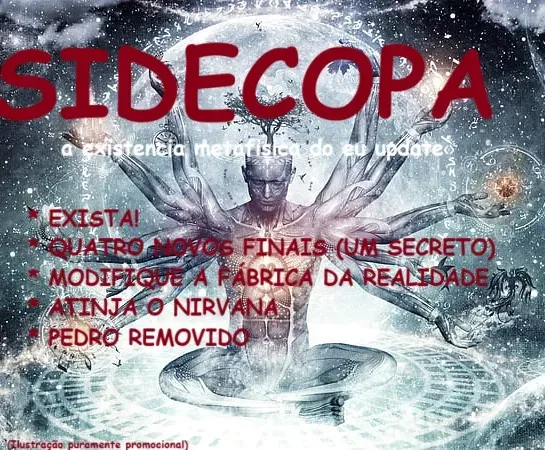 SIDECOPA
a existencia metafísica do eu update
* EXISTA!
* QUATRO NOVOS FINAIS (UM SECRETO)
* MODIFIQUE A FÁBRICA DA REALIDADE
* ATINJA O NIRVANA
* PEDRO REMOVIDO
*(Ilustração puramente promocional)